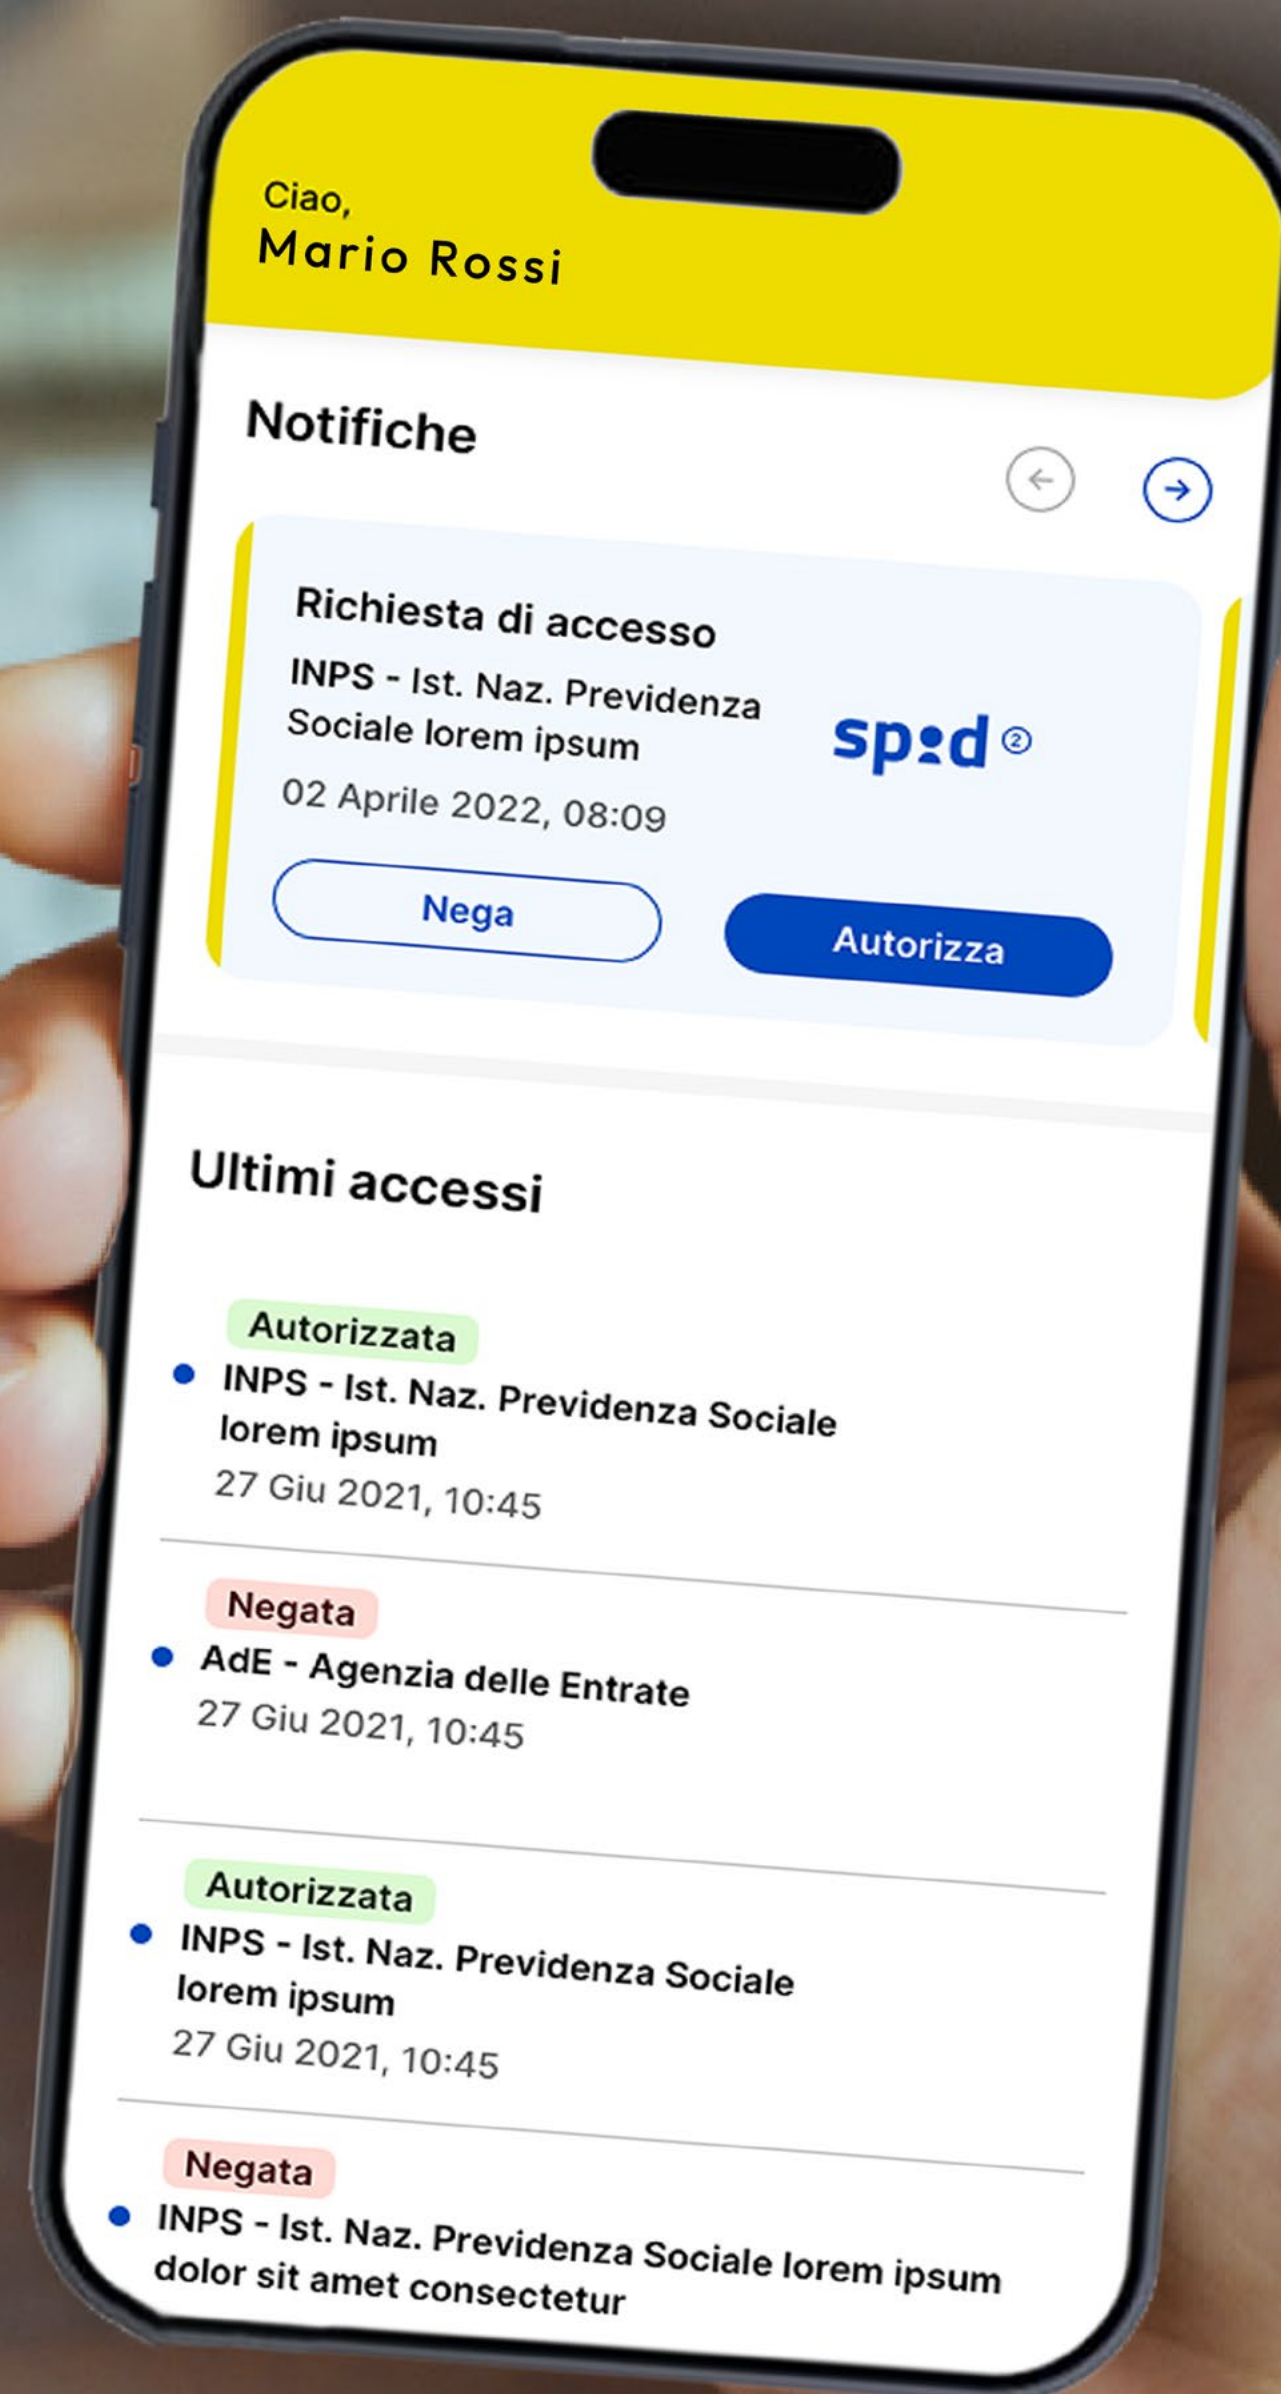 Ciao,
Mario Rossi
Notifiche
Richiesta di accesso
INPS - Ist. Naz. Previdenza
Sociale lorem ipsum
spid 2
02 Aprile 2022, 08:09
Nega
Autorizza
Ultimi accessi
Autorizzata
INPS - Ist. Naz. Previdenza Sociale
lorem ipsum
27 Giu 2021, 10:45
Negata
AdE - Agenzia delle Entrate
27 Giu 2021, 10:45
Autorizzata
INPS - Ist. Naz. Previdenza Sociale
lorem ipsum
27 Giu 2021, 10:45
Negata
INPS - Ist. Naz. Previdenza Sociale lorem ipsum
dolor sit amet consectetur